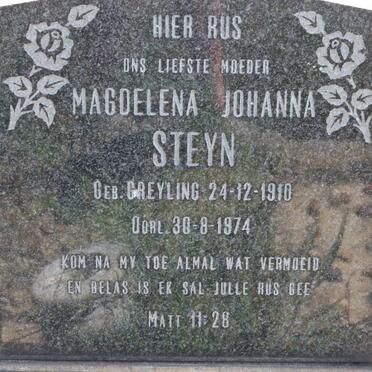 HIER RUS
ONS LIEFSTE MOEDER
MAGDELENA JOHANNA
STEYN
GEB. GREYLING 24-12-1910
OORL. 30-8-1974
KOM NA MY TOE ALMAL WAT VERMOEID
EN BELAS IS EK SAL JULLE RUS GEE
MATT 11:28